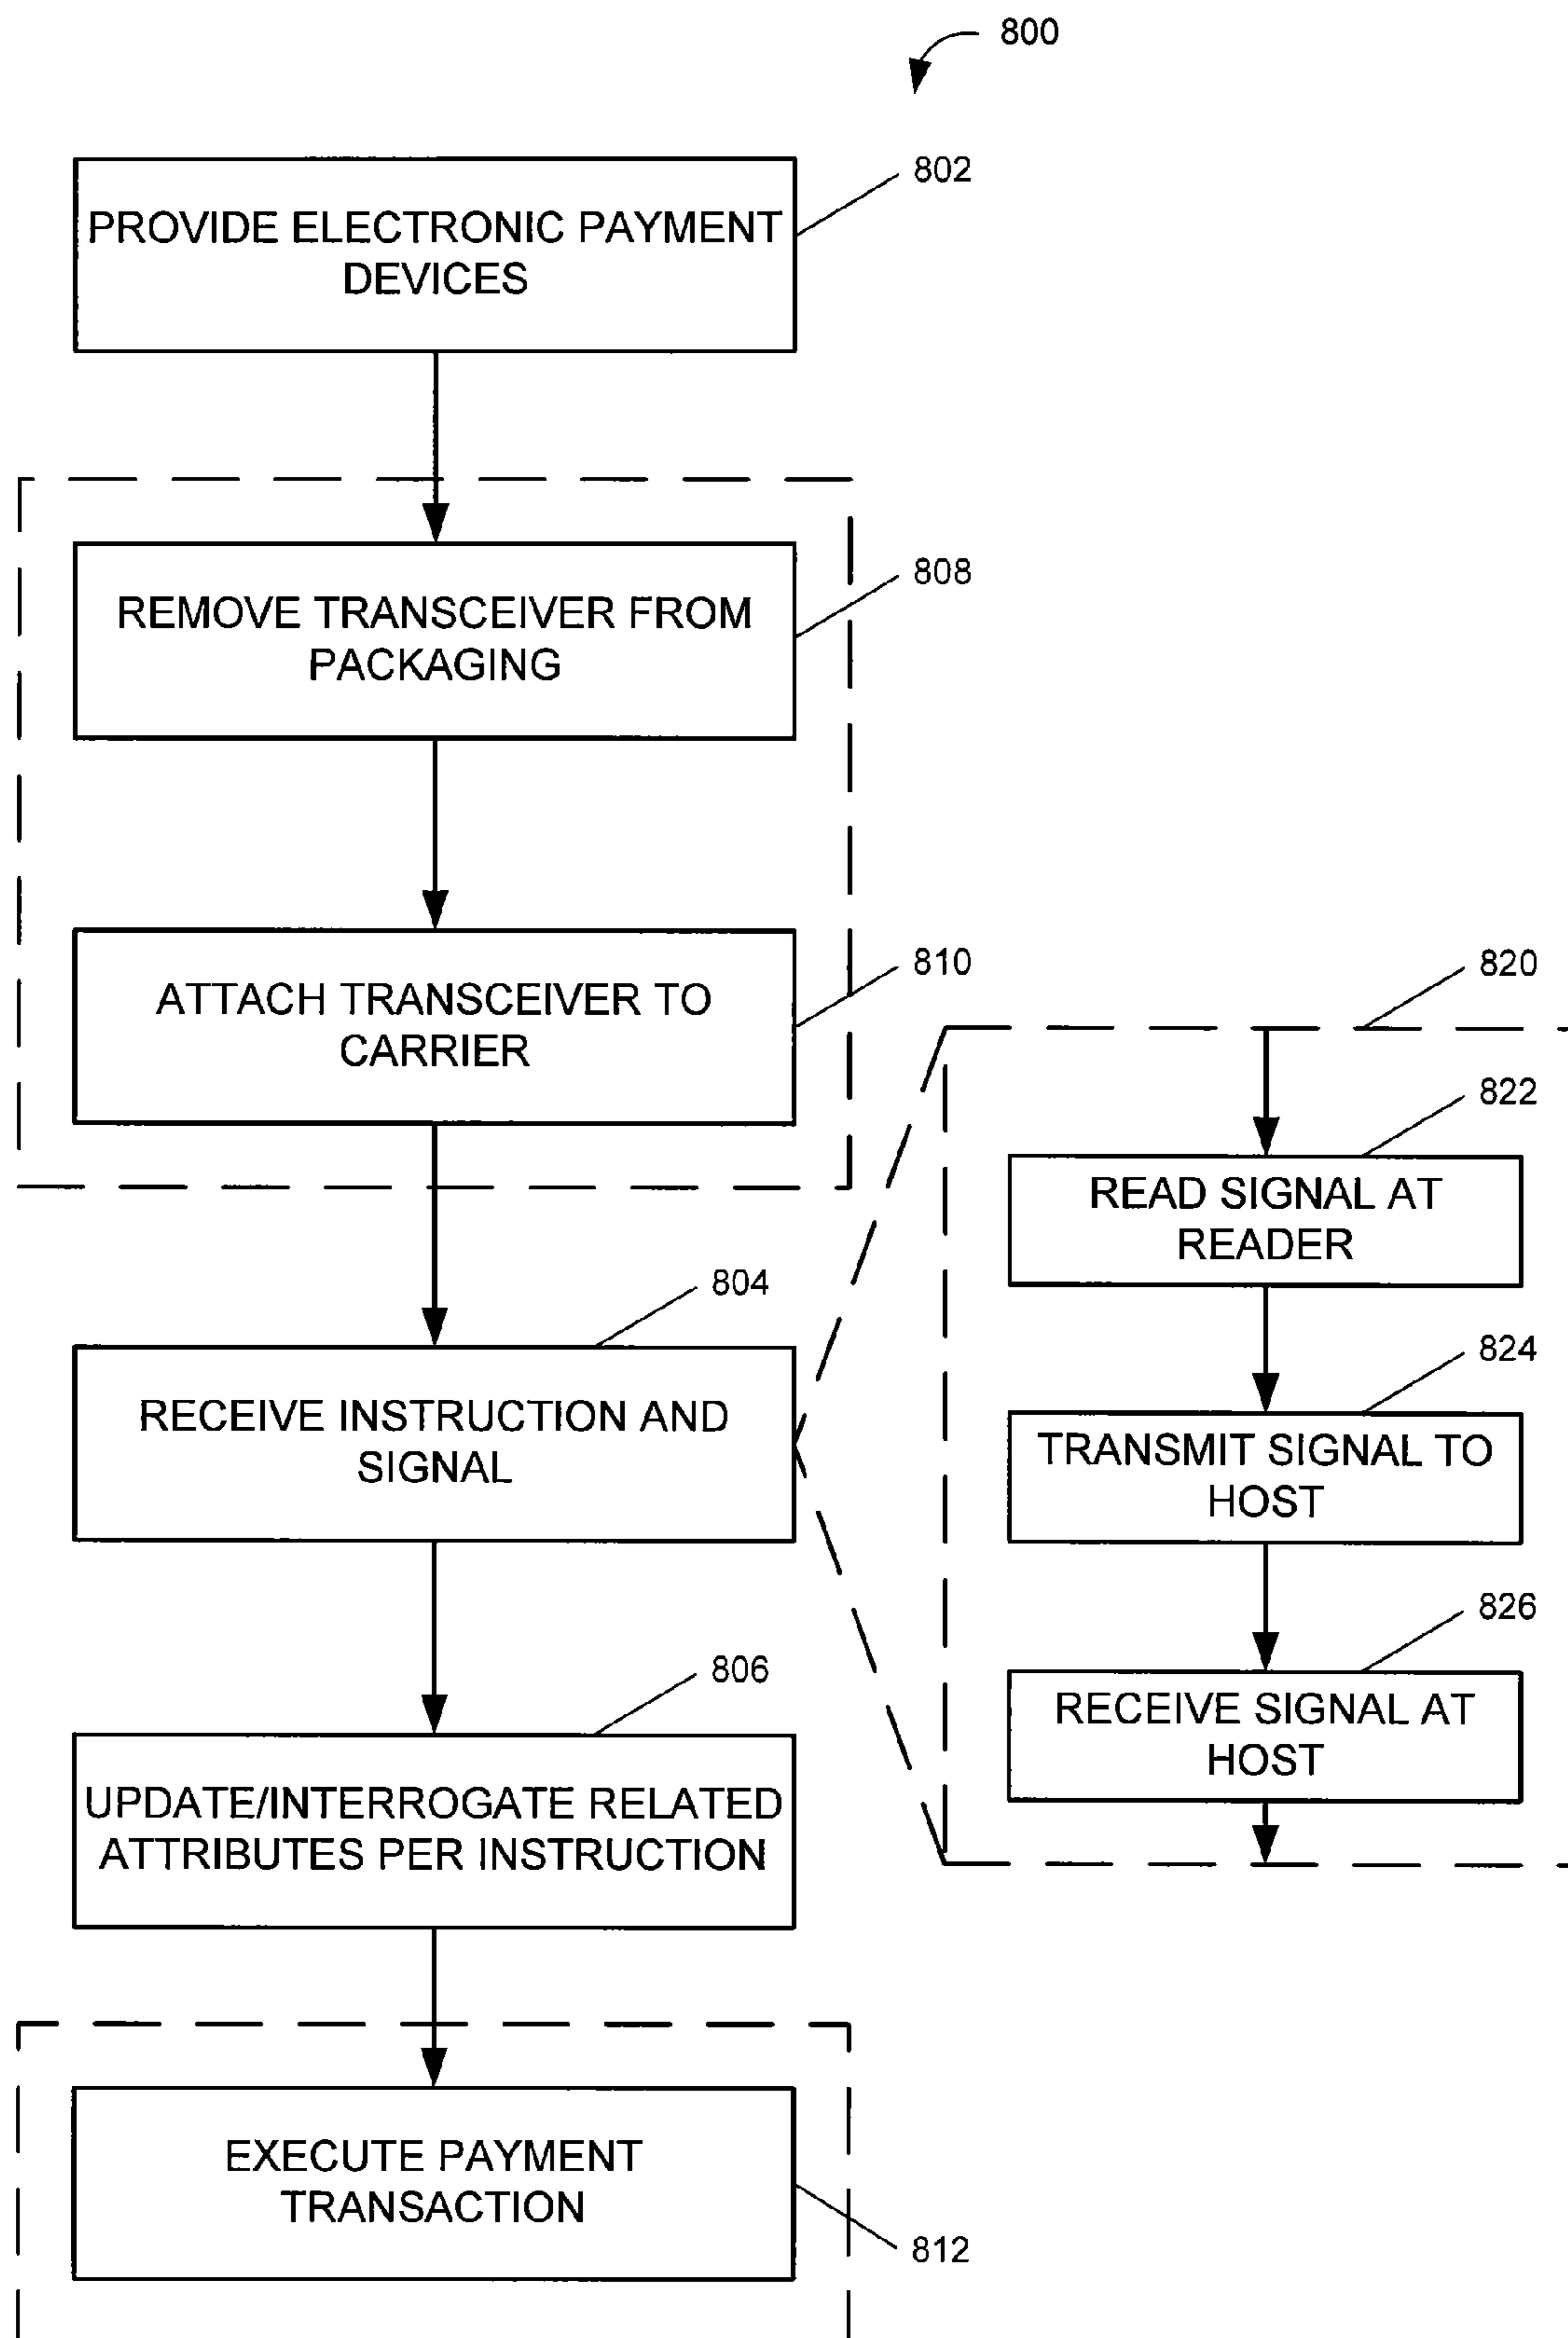 800
802
PROVIDE ELECTRONIC PAYMENT
DEVICES
808
REMOVE TRANSCEIVER FROM
PACKAGING
810
ATTACH TRANSCEIVER TO
CARRIER
804
RECEIVE INSTRUCTION AND
SIGNAL
806
UPDATE/INTERROGATE RELATED
ATTRIBUTES PER INSTRUCTION
EXECUTE PAYMENT
TRANSACTION
812
820
822
READ SIGNAL AT
READER
824
TRANSMIT SIGNAL TO
HOST
826
RECEIVE SIGNAL AT
HOST